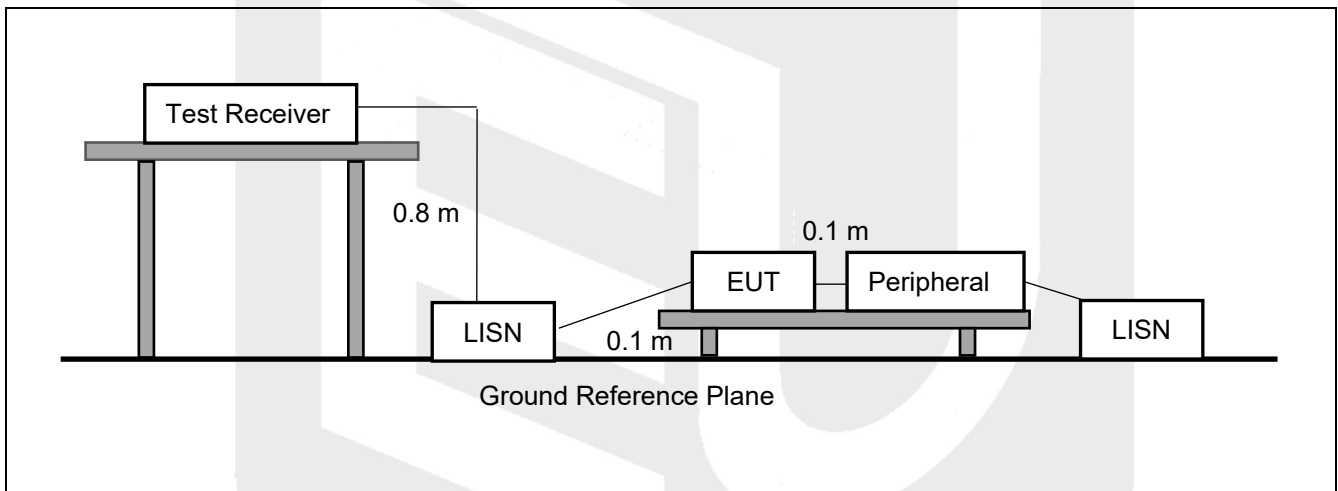 Test Receiver
0.8 m
0.1 m
EUT
Peripheral
LISN
0.1 m
LISN
Ground Reference Plane